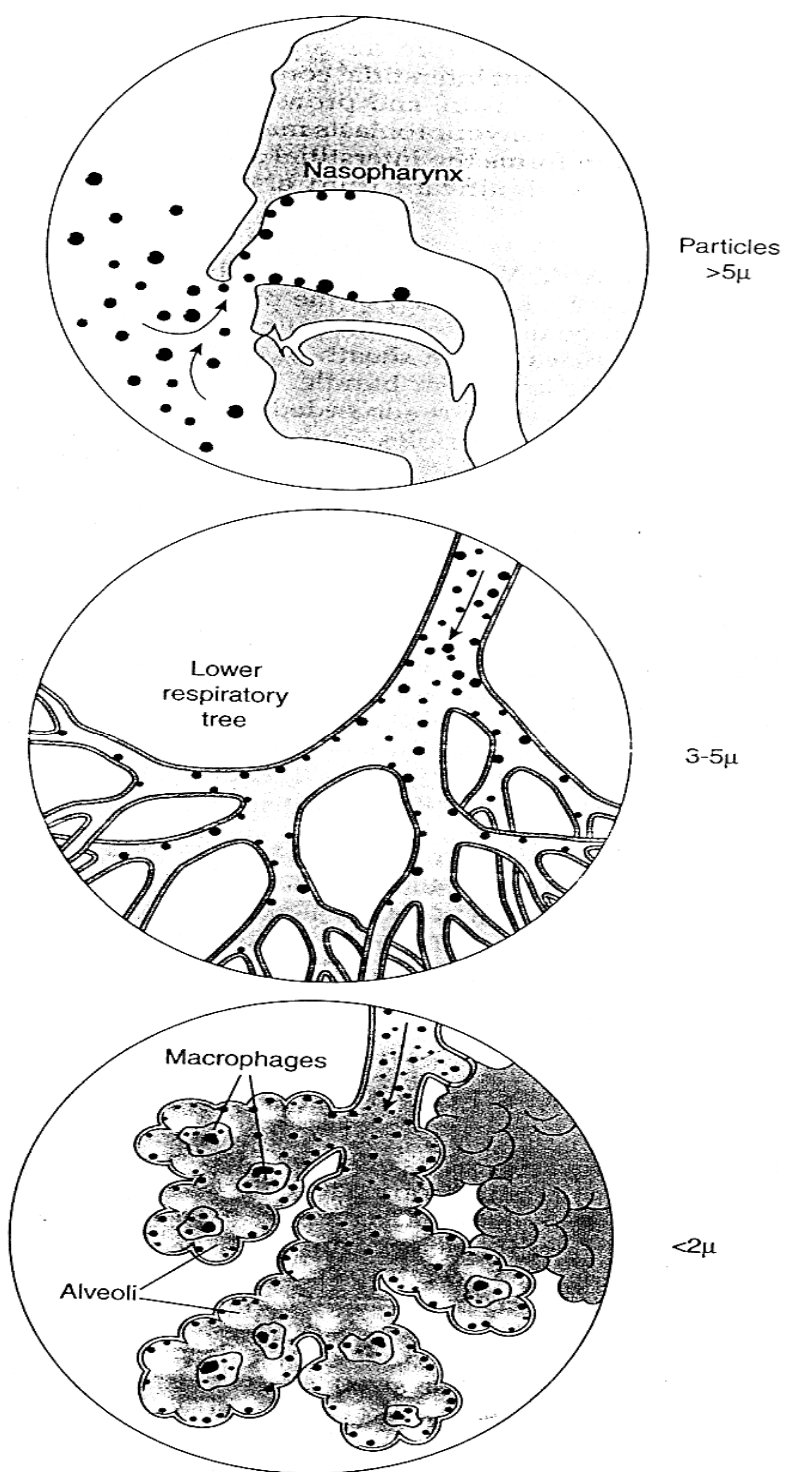 Nasopharynx
Particles
>5µ
Lower
respiratory
tree
3-5µ
Macrophages
Alveoli
<2µ